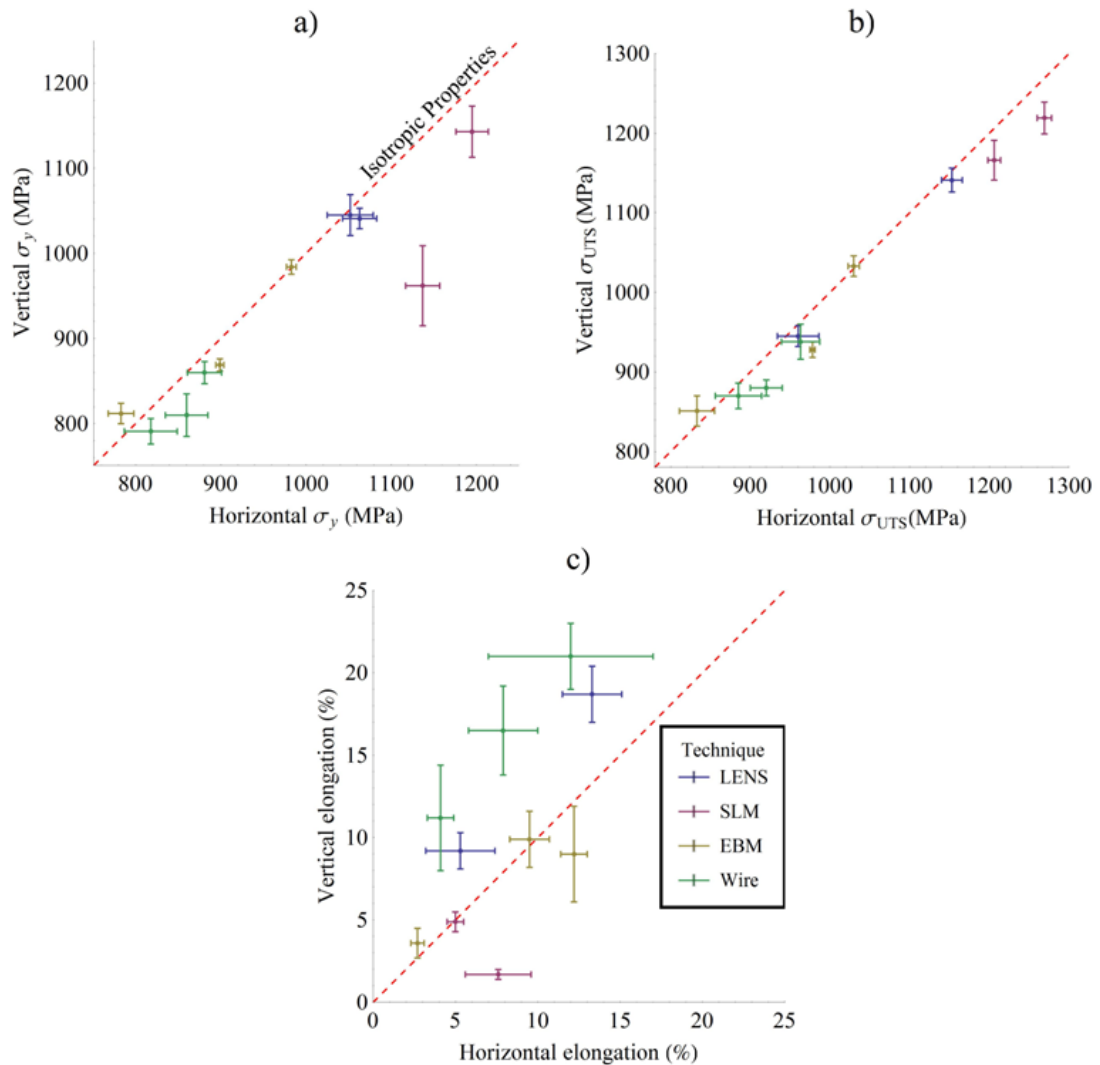 a)
Vertical σy (MPa)
1200
1100
1000
900
800
Isotropic Properties
800 900 1000 1100 1200
Horizontal σy (MPa)
b)
Vertical σUTS (MPa)
1300
1200
1100
1000
900
800
800 900 1000 1100 1200 1300
Horizontal σUTS(MPa)
c)
Vertical elongation (%)
25
20
15
10
5
0
0 5 10 15 20 25
Horizontal elongation (%)
Technique
LENS
SLM
EBM
Wire